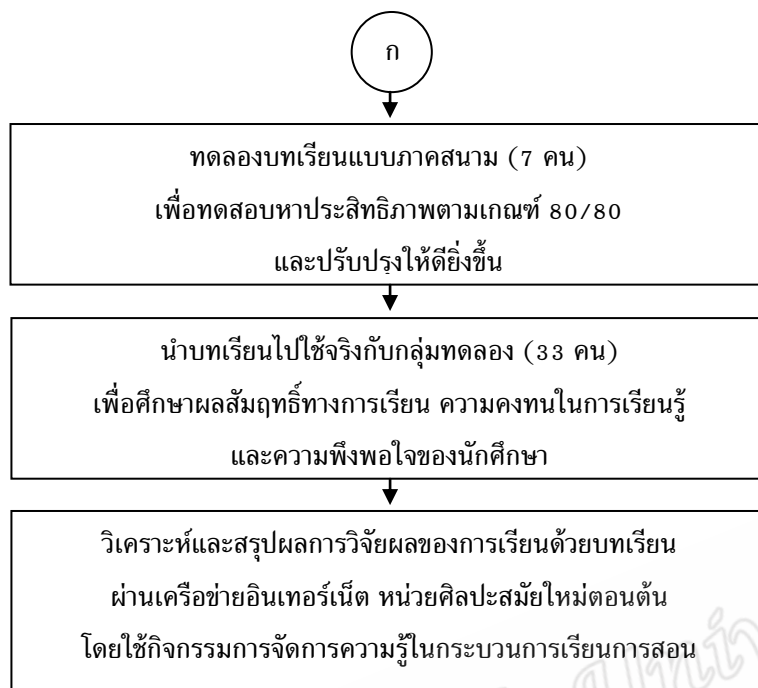 ก
ทดลองบทเรียนแบบภาคสนาม (7 คน)
เพื่อทดสอบหาประสิทธิภาพตามเกณฑ์ 80/80
และปรับปรุงให้ดียิ่งขึ้น
นำบทเรียนไปใช้จริงกับกลุ่มทดลอง (33 คน)
เพื่อศึกษาผลสัมฤทธิ์ทางการเรียน ความคงทนในการเรียนรู้
และความพึงพอใจของนักศึกษา
วิเคราะห์และสรุปผลการวิจัยผลของการเรียนด้วยบทเรียน
ผ่านเครือข่ายอินเทอร์เน็ต หน่วยศิลปะสมัยใหม่ตอนต้น
โดยใช้กิจกรรมการจัดการความรู้ในกระบวนการเรียนการสอน